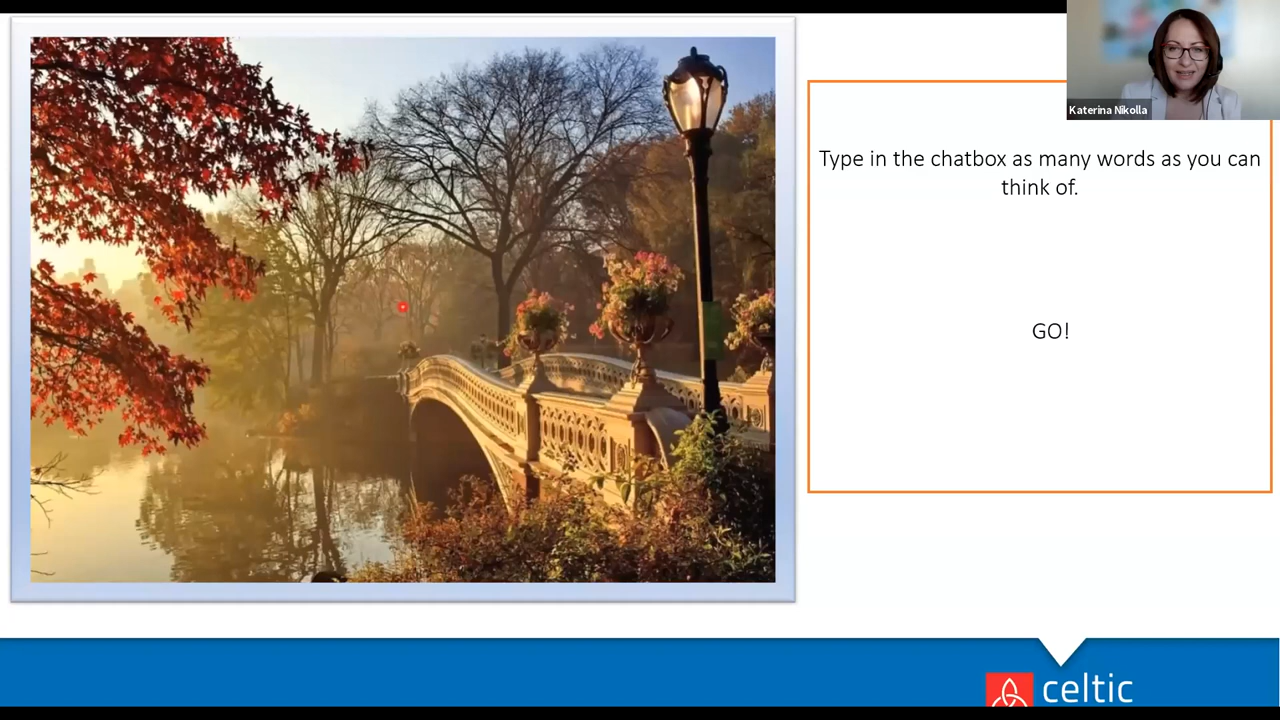 Katerina Nikolla
Type in the chatbox as many words as you can
think of.
GO!
celtic